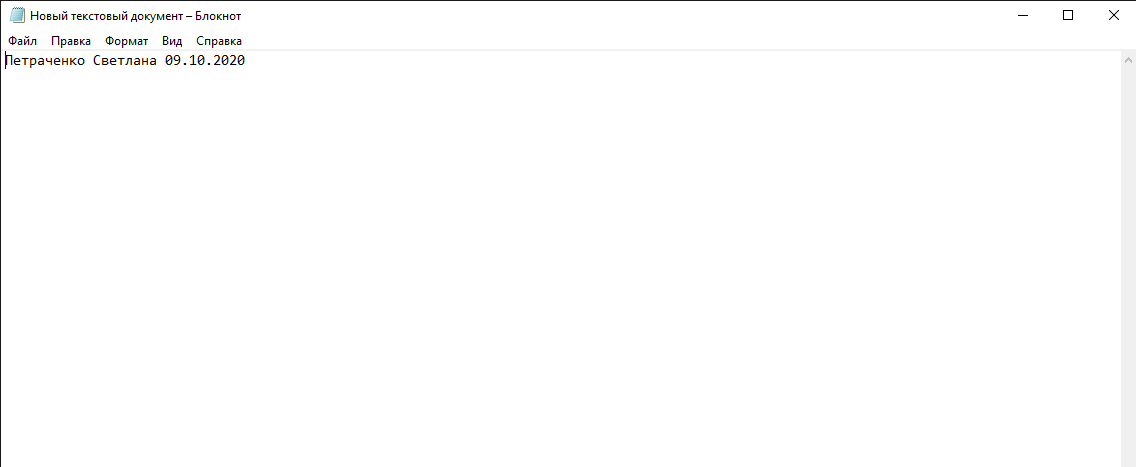 Новый текстовый документ – Блокнот
Файл Правка Формат Вид Справка
Петраченко Светлана 09.10.2020